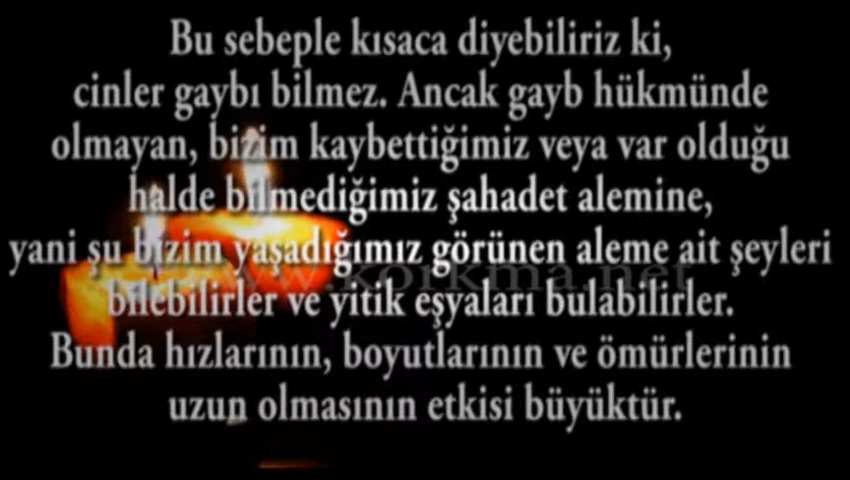 Bu sebeple kısaca diyebiliriz ki,
cinler gaybı bilmez. Ancak gayb hükmünde
olmayan, bizim kaybettiğimiz veya var olduğu
halde bilmediğimiz şahadet alemine,
yani şu bizim yaşadığımız görünen aleme ait şeyleri
www.korkma.net
bilebilirler ve yitik eşyaları bulabilirler.
Bunda hızlarının, boyutlarının ve ömürlerinin
uzun olmasının etkisi büyüktür.